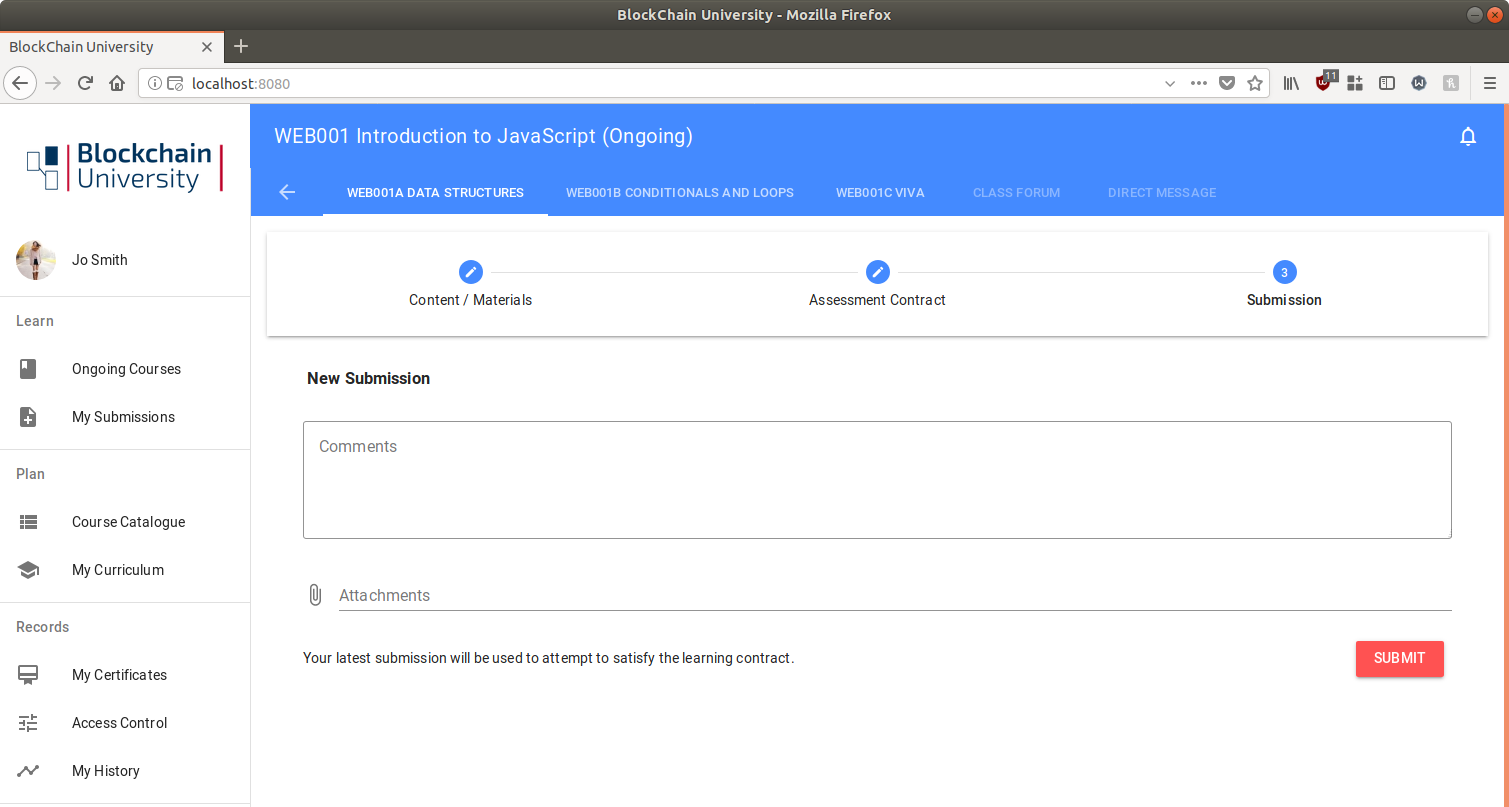 BlockChain University - Mozilla Firefox
BlockChain University
localhost:8080
11
Blockchain
University
WEB001 Introduction to JavaScript (Ongoing)
WEB001A DATA STRUCTURES WEB001B CONDITIONALS AND LOOPS WEB001C VIVA CLASS FORUM DIRECT MESSAGE
Jo Smith
Learn
Ongoing Courses
My Submissions
Plan
Course Catalogue
My Curriculum
Records
My Certificates
Access Control
My History
3
Content / Materials Assessment Contract Submission
New Submission
Comments
Attachments
Your latest submission will be used to attempt to satisfy the learning contract.
SUBMIT